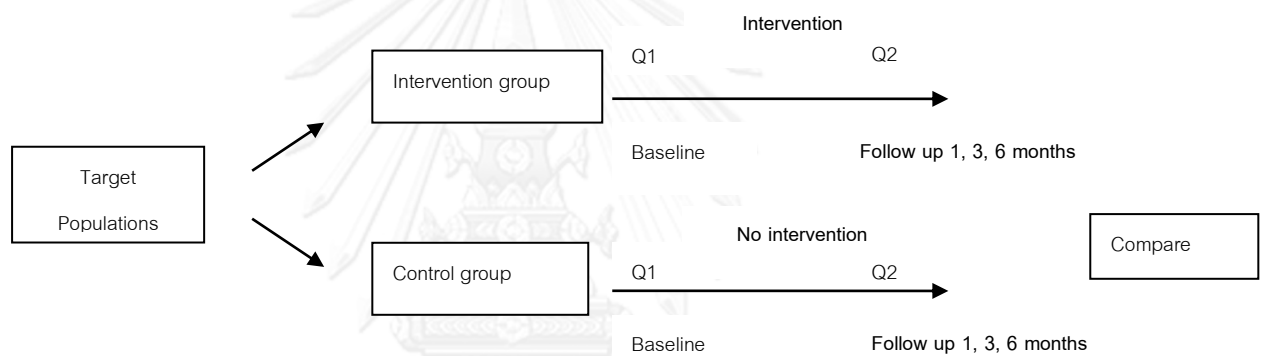 Intervention
Q1 Q2
Intervention group
Baseline Follow up 1, 3, 6 months
Target
Populations
No intervention
Compare
Control group
Q1 Q2
Baseline Follow up 1, 3, 6 months